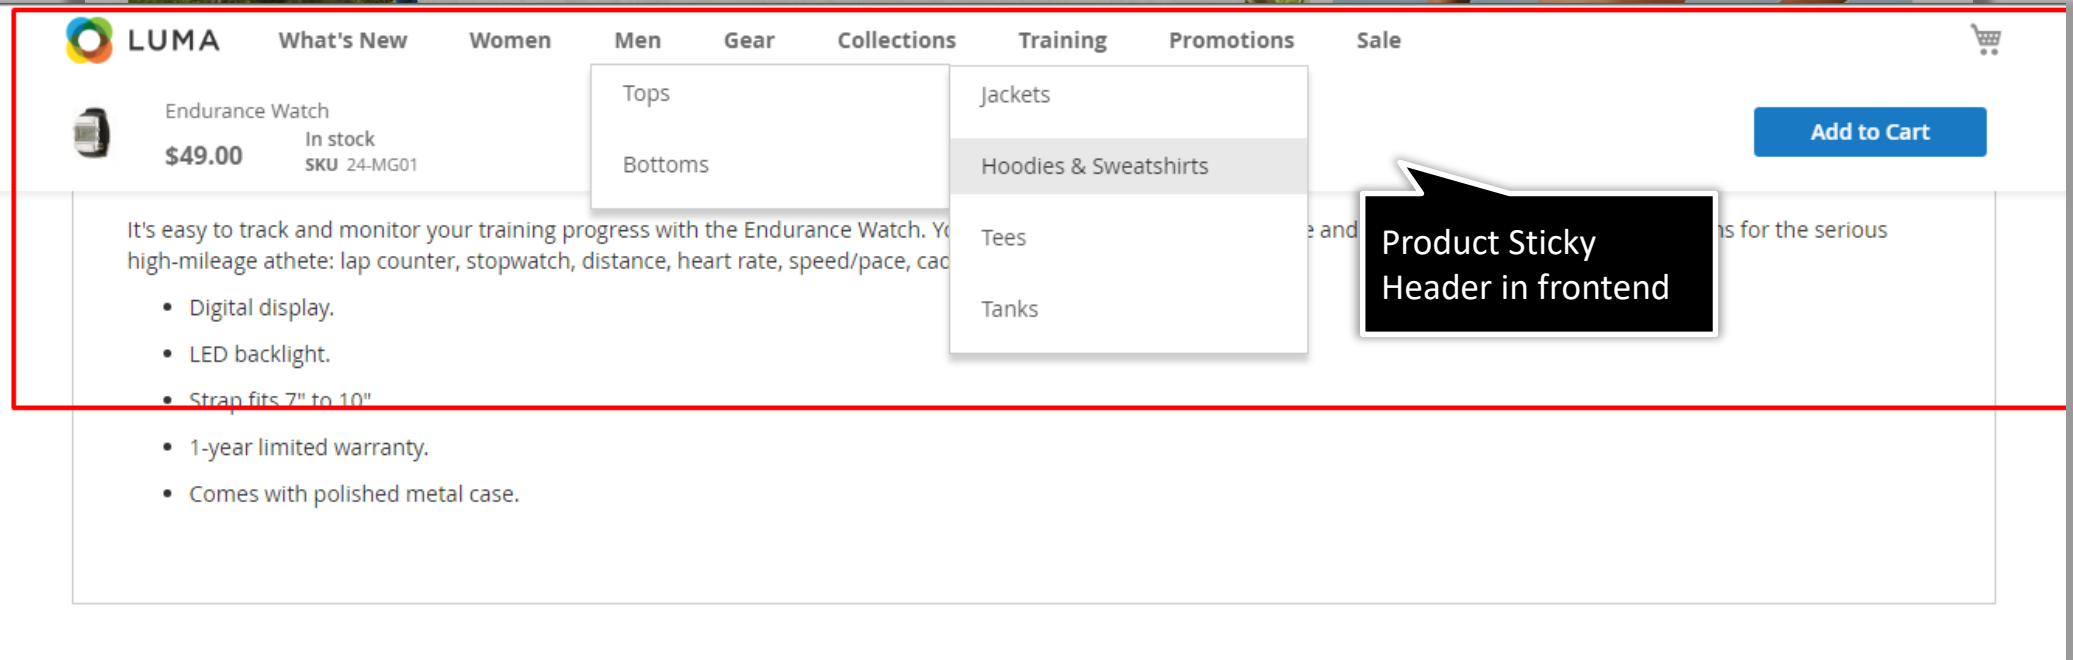 LUMA What's New Women Men Gear Collections Training Promotions Sale
Tops
Bottoms
Jackets
Hoodies & Sweatshirts
Tees
Tanks
Endurance Watch
$49.00
In stock
SKU 24-MG01
Add to Cart
Product Sticky
Header in frontend
It's easy to track and monitor your training progress with the Endurance Watch. and for the serious
high-mileage athete: lap counter, stopwatch, distance, heart rate, speed/pace,
• Digital display.
• LED backlight.
• Strap fits 7" to 10"
• 1-year limited warranty.
• Comes with polished metal case.